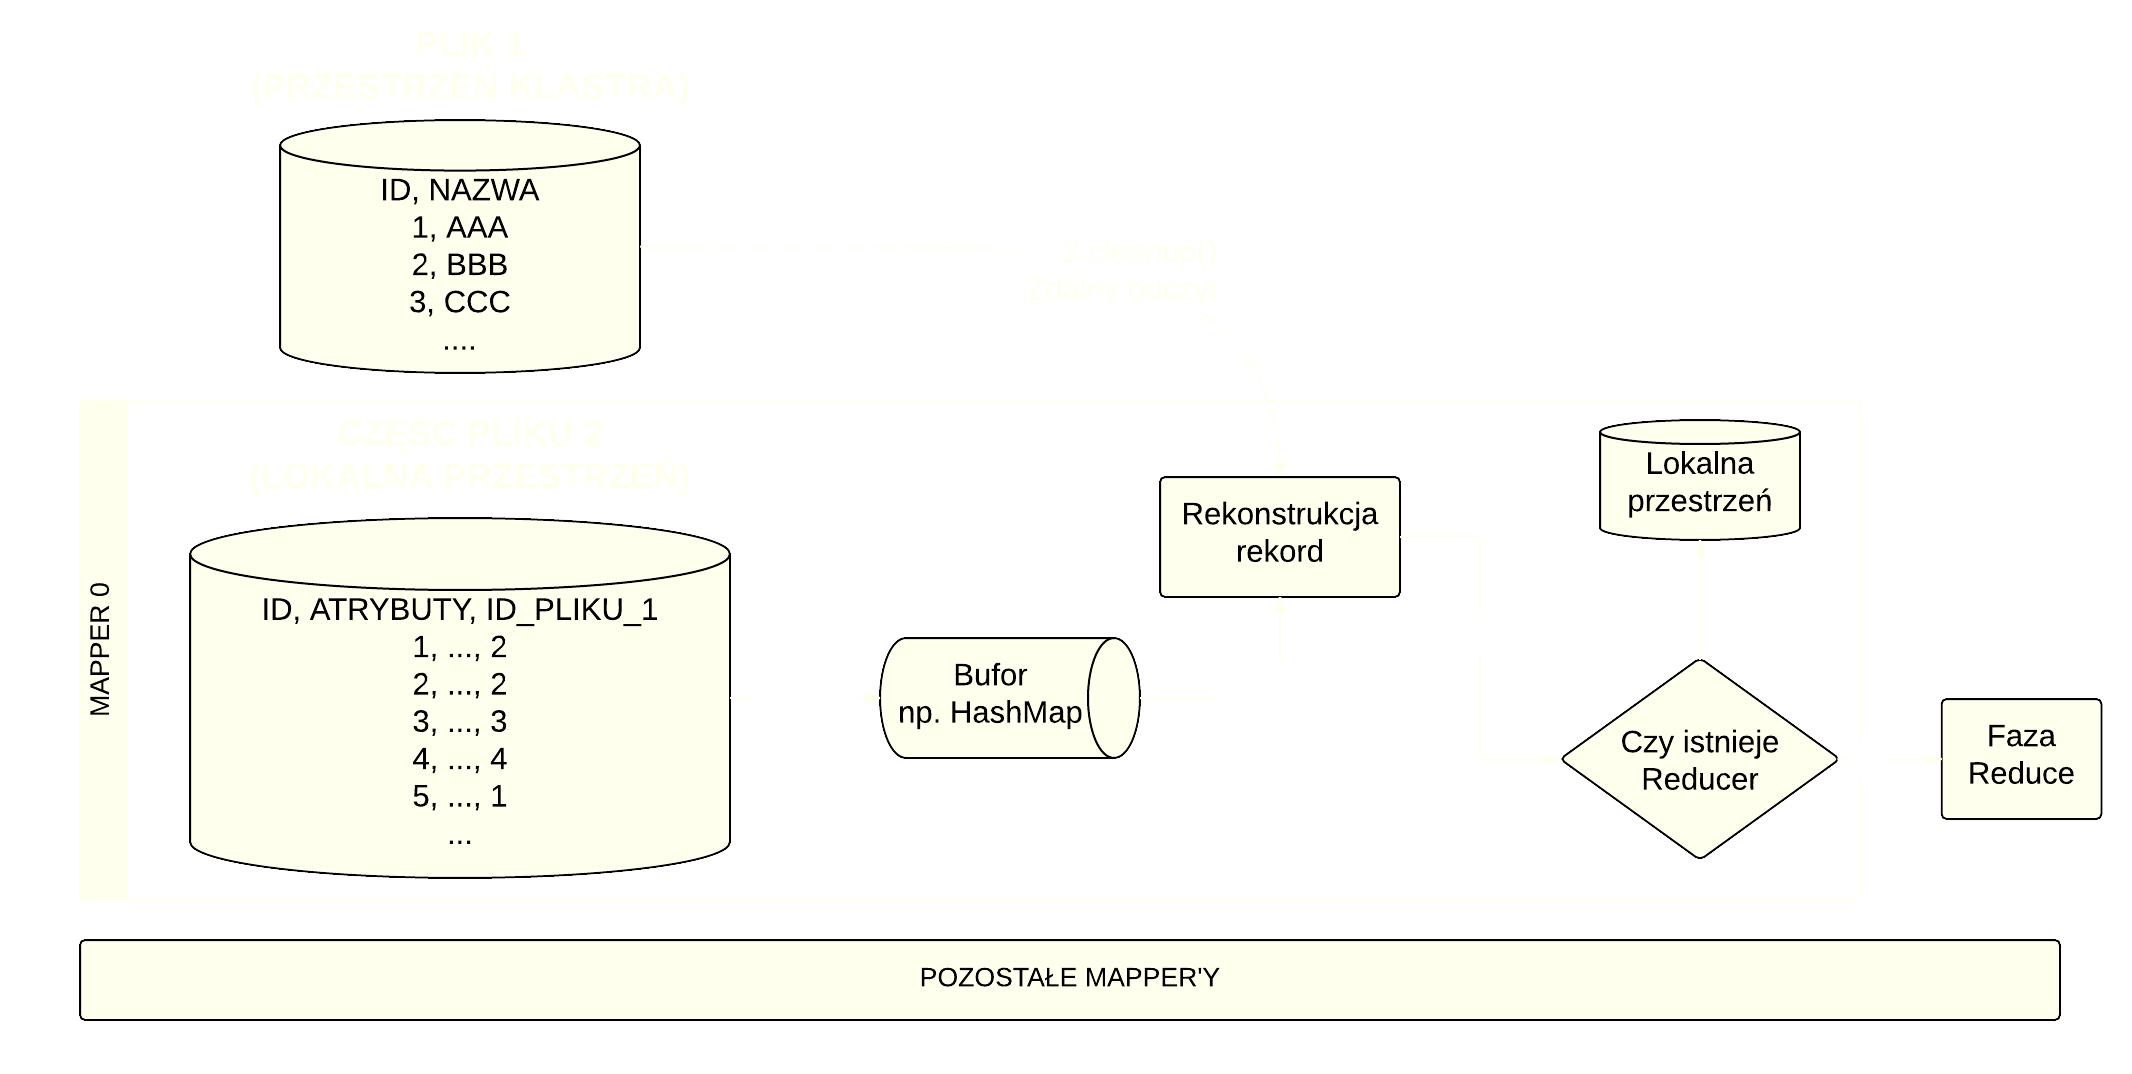 PLIK 1
(PRZESTRZEŃ KLASTRA)
ID, NAZWA
1, AAA
2, BBB
3, CCC
....
2.cleanup()
Zdalny odczyt
CZĘŚĆ PLIKU 2
(LOKALNA PRZESTRZEŃ)
MAPPER 0
ID, ATRYBUTY, ID_PLIKU_1
1, ..., 2
2, ..., 2
3, ..., 3
4, ..., 4
5, ..., 1
...
Bufor
np. HashMap
Rekonstrukcja
rekord
Lokalna
przestrzeń
Czy istnieje
Reducer
Faza
Reduce
POZOSTAŁE MAPPER'Y